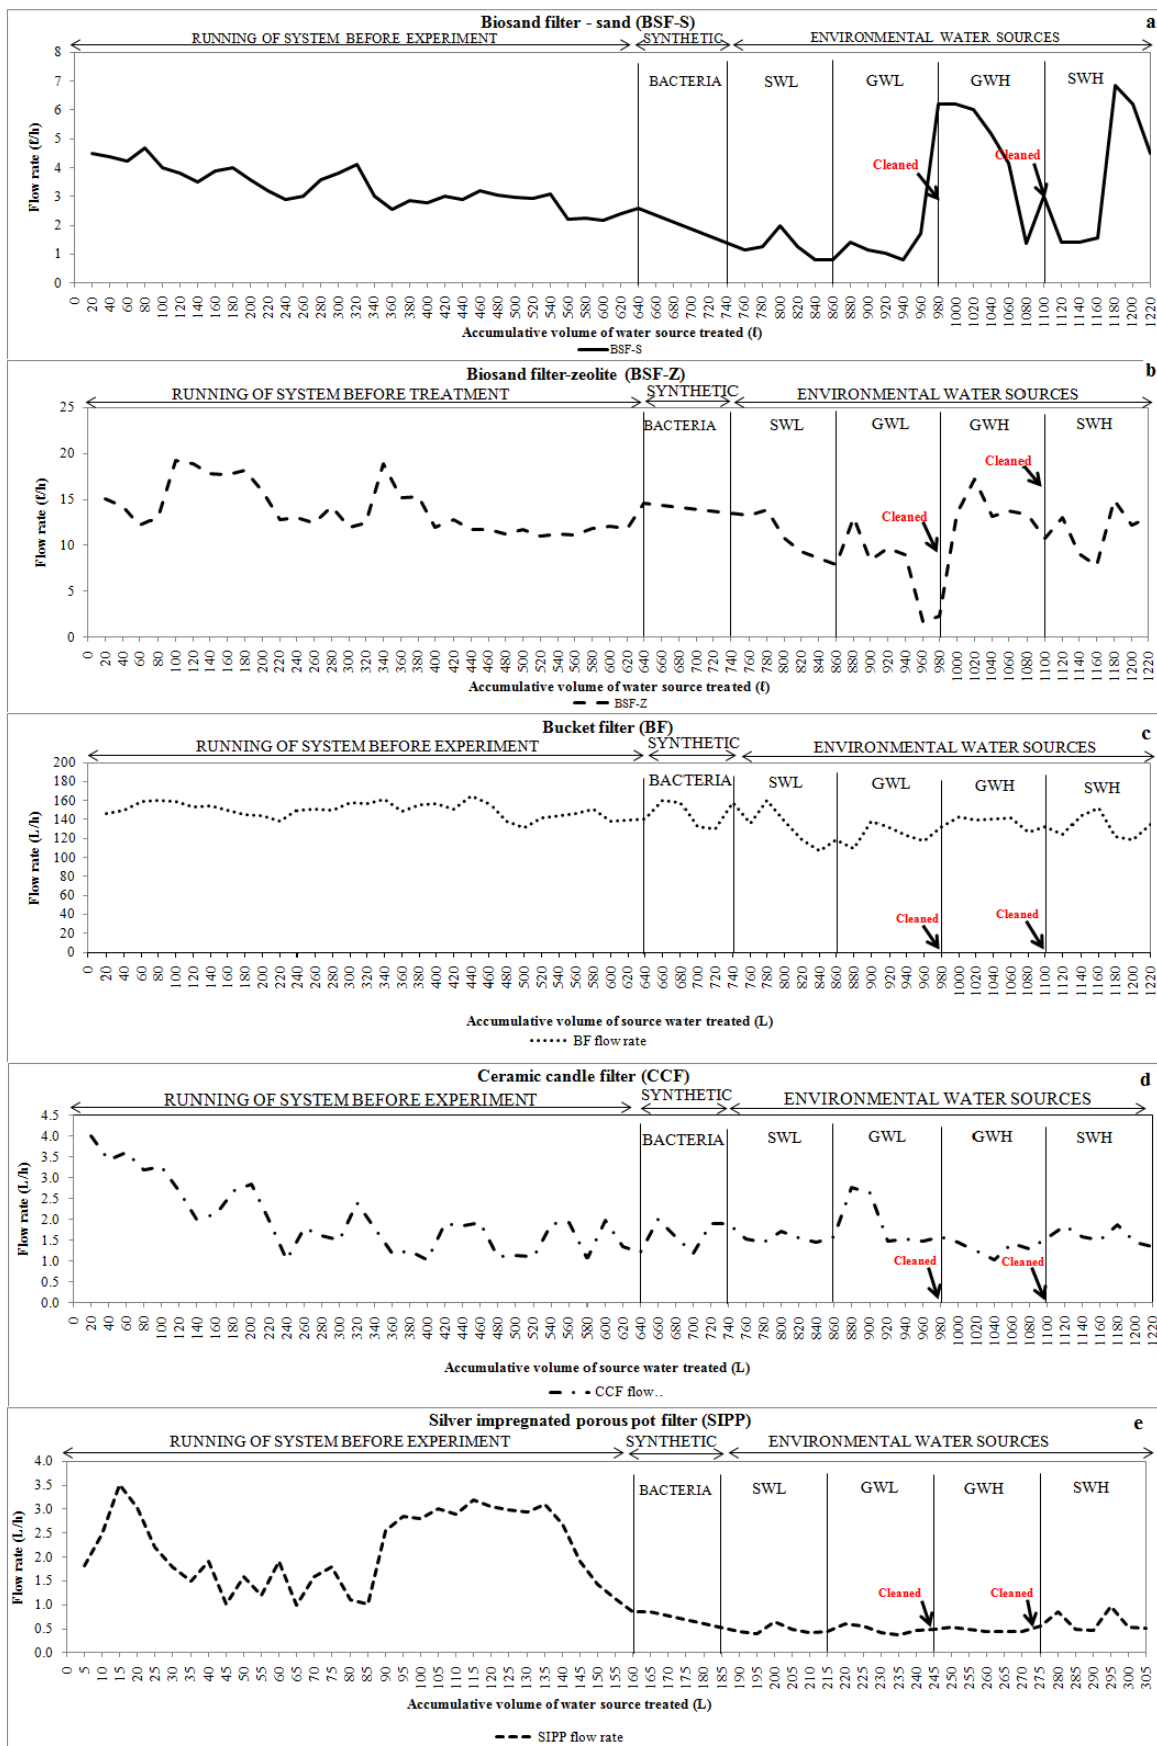 Biosand filter - sand (BSF-S) a
RUNNING OF SYSTEM BEFORE EXPERIMENT SYNTHETIC ENVIRONMENTAL WATER SOURCES
BACTERIA SWL GWL GWH SWH
Cleaned Cleaned
Flow rate (ℓ/h)
8
7
6
5
4
3
2
1
0
0 20 40 60 80 100 120 140 160 180 200 220 240 260 280 300 320 340 360 380 400 420 440 460 480 500 520 540 560 580 600 620 640 660 680 700 720 740 760 780 800 820 840 860 880 900 920 940 960 980 1000 1020 1040 1060 1080 1100 1120 1140 1160 1180 1200 1220
Accumulative volume of water source treated (ℓ)
BSF-S
Biosand filter-zeolite (BSF-Z) b
RUNNING OF SYSTEM BEFORE TREATMENT SYNTHETIC ENVIRONMENTAL WATER SOURCES
BACTERIA SWL GWL GWH SWH
Cleaned Cleaned
Flow rate (ℓ/h)
25
20
15
10
5
0
0 20 40 60 80 100 120 140 160 180 200 220 240 260 280 300 320 340 360 380 400 420 440 460 480 500 520 540 560 580 600 620 640 660 680 700 720 740 760 780 800 820 840 860 880 900 920 940 960 980 1000 1020 1040 1060 1080 1100 1120 1140 1160 1180 1200 1220
Accumulative volume of water source treated (ℓ)
BSF-Z
Bucket filter (BF) c
RUNNING OF SYSTEM BEFORE EXPERIMENT SYNTHETIC ENVIRONMENTAL WATER SOURCES
BACTERIA SWL GWL GWH SWH
Cleaned Cleaned
Flow rate (L/h)
200
180
160
140
120
100
80
60
40
20
0
0 20 40 60 80 100 120 140 160 180 200 220 240 260 280 300 320 340 360 380 400 420 440 460 480 500 520 540 560 580 600 620 640 660 680 700 720 740 760 780 800 820 840 860 880 900 920 940 960 980 1000 1020 1040 1060 1080 1100 1120 1140 1160 1180 1200 1220
Accumulative volume of source water treated (L)
BF flow rate
Ceramic candle filter (CCF) d
RUNNING OF SYSTEM BEFORE EXPERIMENT SYNTHETIC ENVIRONMENTAL WATER SOURCES
BACTERIA SWL GWL GWH SWH
Cleaned Cleaned
Flow rate (L/h)
4.5
4.0
3.5
3.0
2.5
2.0
1.5
1.0
0.5
0.0
0 20 40 60 80 100 120 140 160 180 200 220 240 260 280 300 320 340 360 380 400 420 440 460 480 500 520 540 560 580 600 620 640 660 680 700 720 740 760 780 800 820 840 860 880 900 920 940 960 980 1000 1020 1040 1060 1080 1100 1120 1140 1160 1180 1200 1220
Accumulative volume of source water treated (L)
CCF flow..
Silver impregnated porous pot filter (SIPP) e
RUNNING OF SYSTEM BEFORE EXPERIMENT SYNTHETIC ENVIRONMENTAL WATER SOURCES
BACTERIA SWL GWL GWH SWH
Cleaned Cleaned
Flow rate (L/h)
4.0
3.5
3.0
2.5
2.0
1.5
1.0
0.5
0.0
0 5 10 15 20 25 30 35 40 45 50 55 60 65 70 75 80 85 90 95 100 105 110 115 120 125 130 135 140 145 150 155 160 165 170 175 180 185 190 195 200 205 210 215 220 225 230 235 240 245 250 255 260 265 270 275 280 285 290 295 300 305
Accumulative volume of water source treated (L)
SIPP flow rate